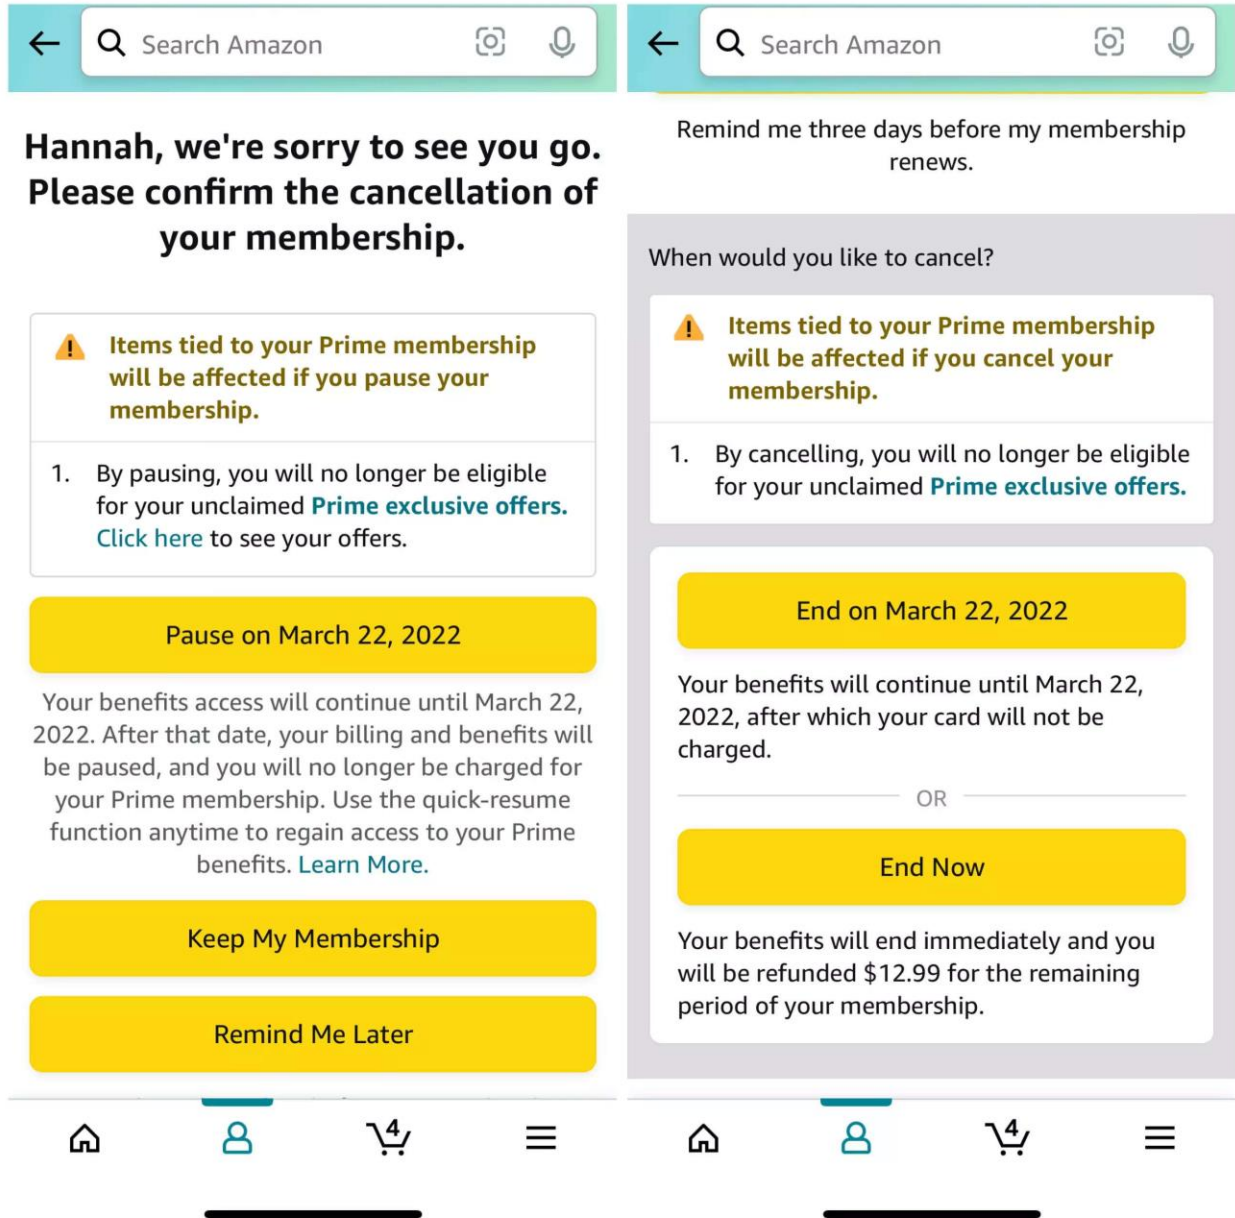 Search Amazon
Hannah, we're sorry to see you go.
Please confirm the cancellation of
your membership.
Items tied to your Prime membership
will be affected if you pause your
membership.
1. By pausing, you will no longer be eligible
for your unclaimed Prime exclusive offers.
Click here to see your offers.
Pause on March 22, 2022
Your benefits access will continue until March 22,
2022. After that date, your billing and benefits will
be paused, and you will no longer be charged for
your Prime membership. Use the quick-resume
function anytime to regain access to your Prime
benefits. Learn More.
Keep My Membership
Remind Me Later
4
Search Amazon
Remind me three days before my membership
renews.
When would you like to cancel?
Items tied to your Prime membership
will be affected if you cancel your
membership.
1. By cancelling, you will no longer be eligible
for your unclaimed Prime exclusive offers.
End on March 22, 2022
Your benefits will continue until March 22,
2022, after which your card will not be
charged.
OR
End Now
Your benefits will end immediately and you
will be refunded $12.99 for the remaining
period of your membership.
4